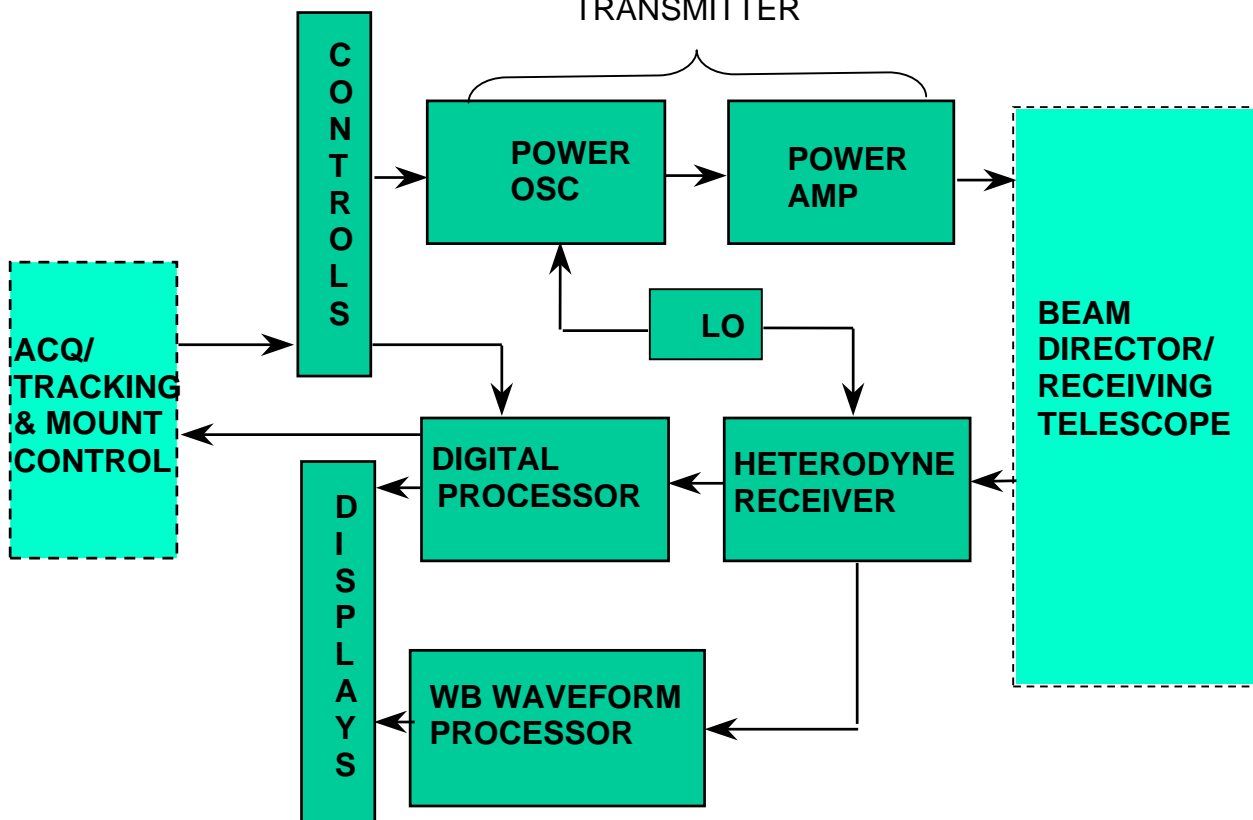 TRANSMITTER
CONTROLS
POWER
OSC
POWER
AMP
LO
ACQ/
TRACKING
& MOUNT
CONTROL
BEAM
DIRECTOR/
RECEIVING
TELESCOPE
DIGITAL
PROCESSOR
HETERODYNE
RECEIVER
DISPLAYS
WB WAVEFORM
PROCESSOR